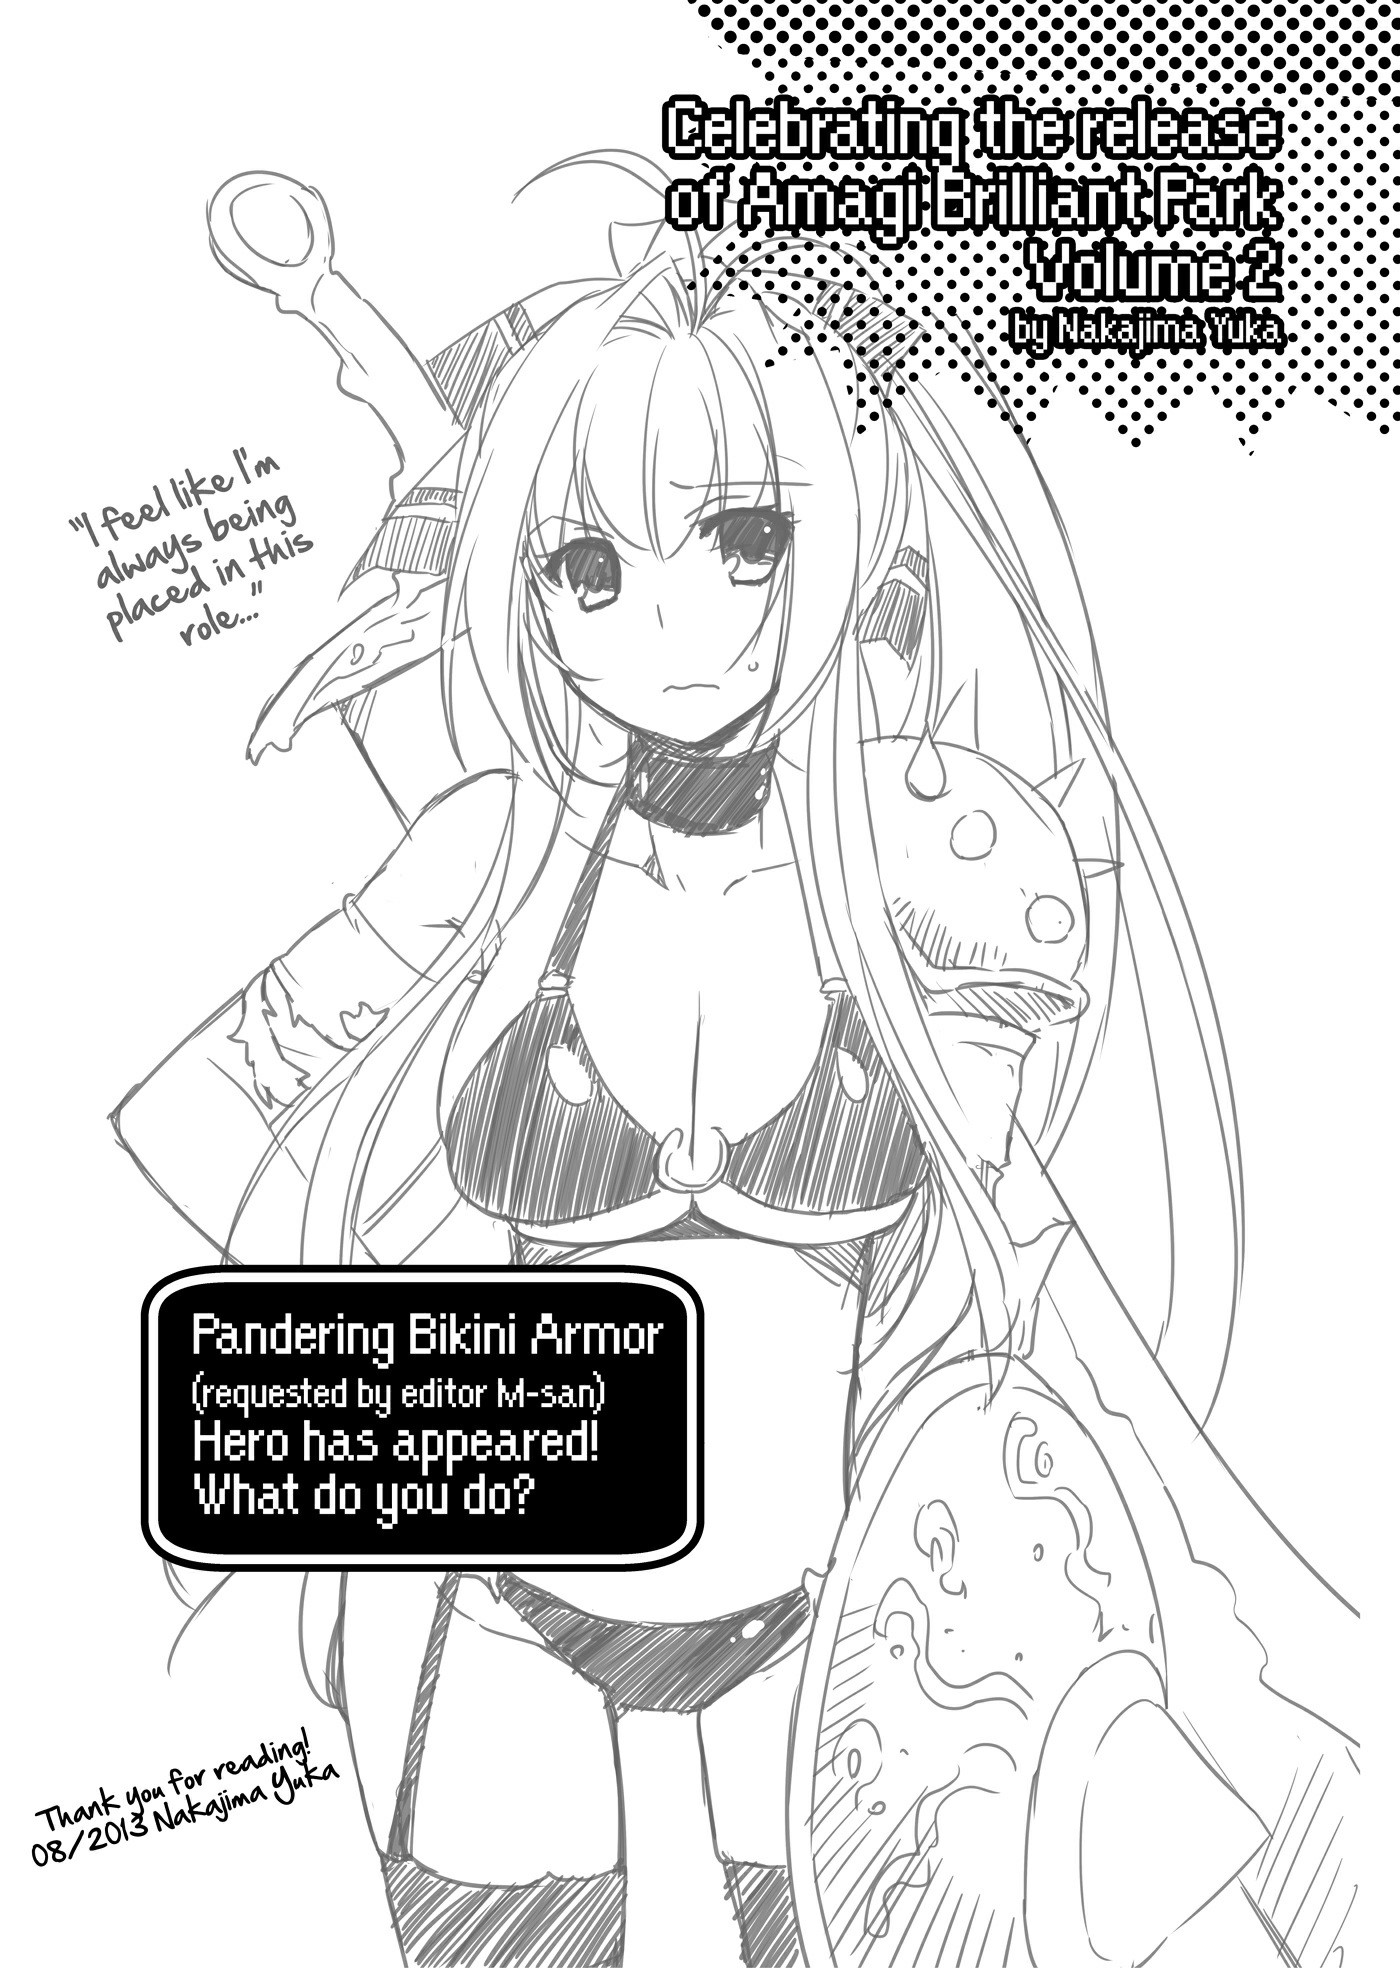 Celebrating the release
of Amagi Brilliant Park
Volume 2
by Nakajima Yuka
"I feel like I'm
always being
placed in this
role..."
Pandering Bikini Armor
(requested by editor M-san)
Hero has appeared!
What do you do?
Thank you for reading!
08/2013 Nakajima Yuka